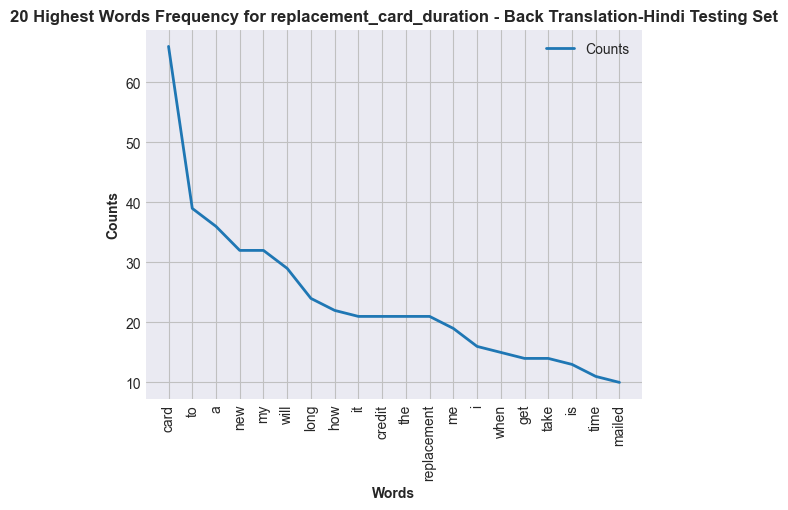 20 Highest Words Frequency for replacement_card_duration - Back Translation-Hindi Testing Set
Counts
60
50
40
30
20
10
Counts
card
to
a
new
my
will
long
how
it
credit
the
replacement
me
i
when
get
take
is
time
mailed
Words